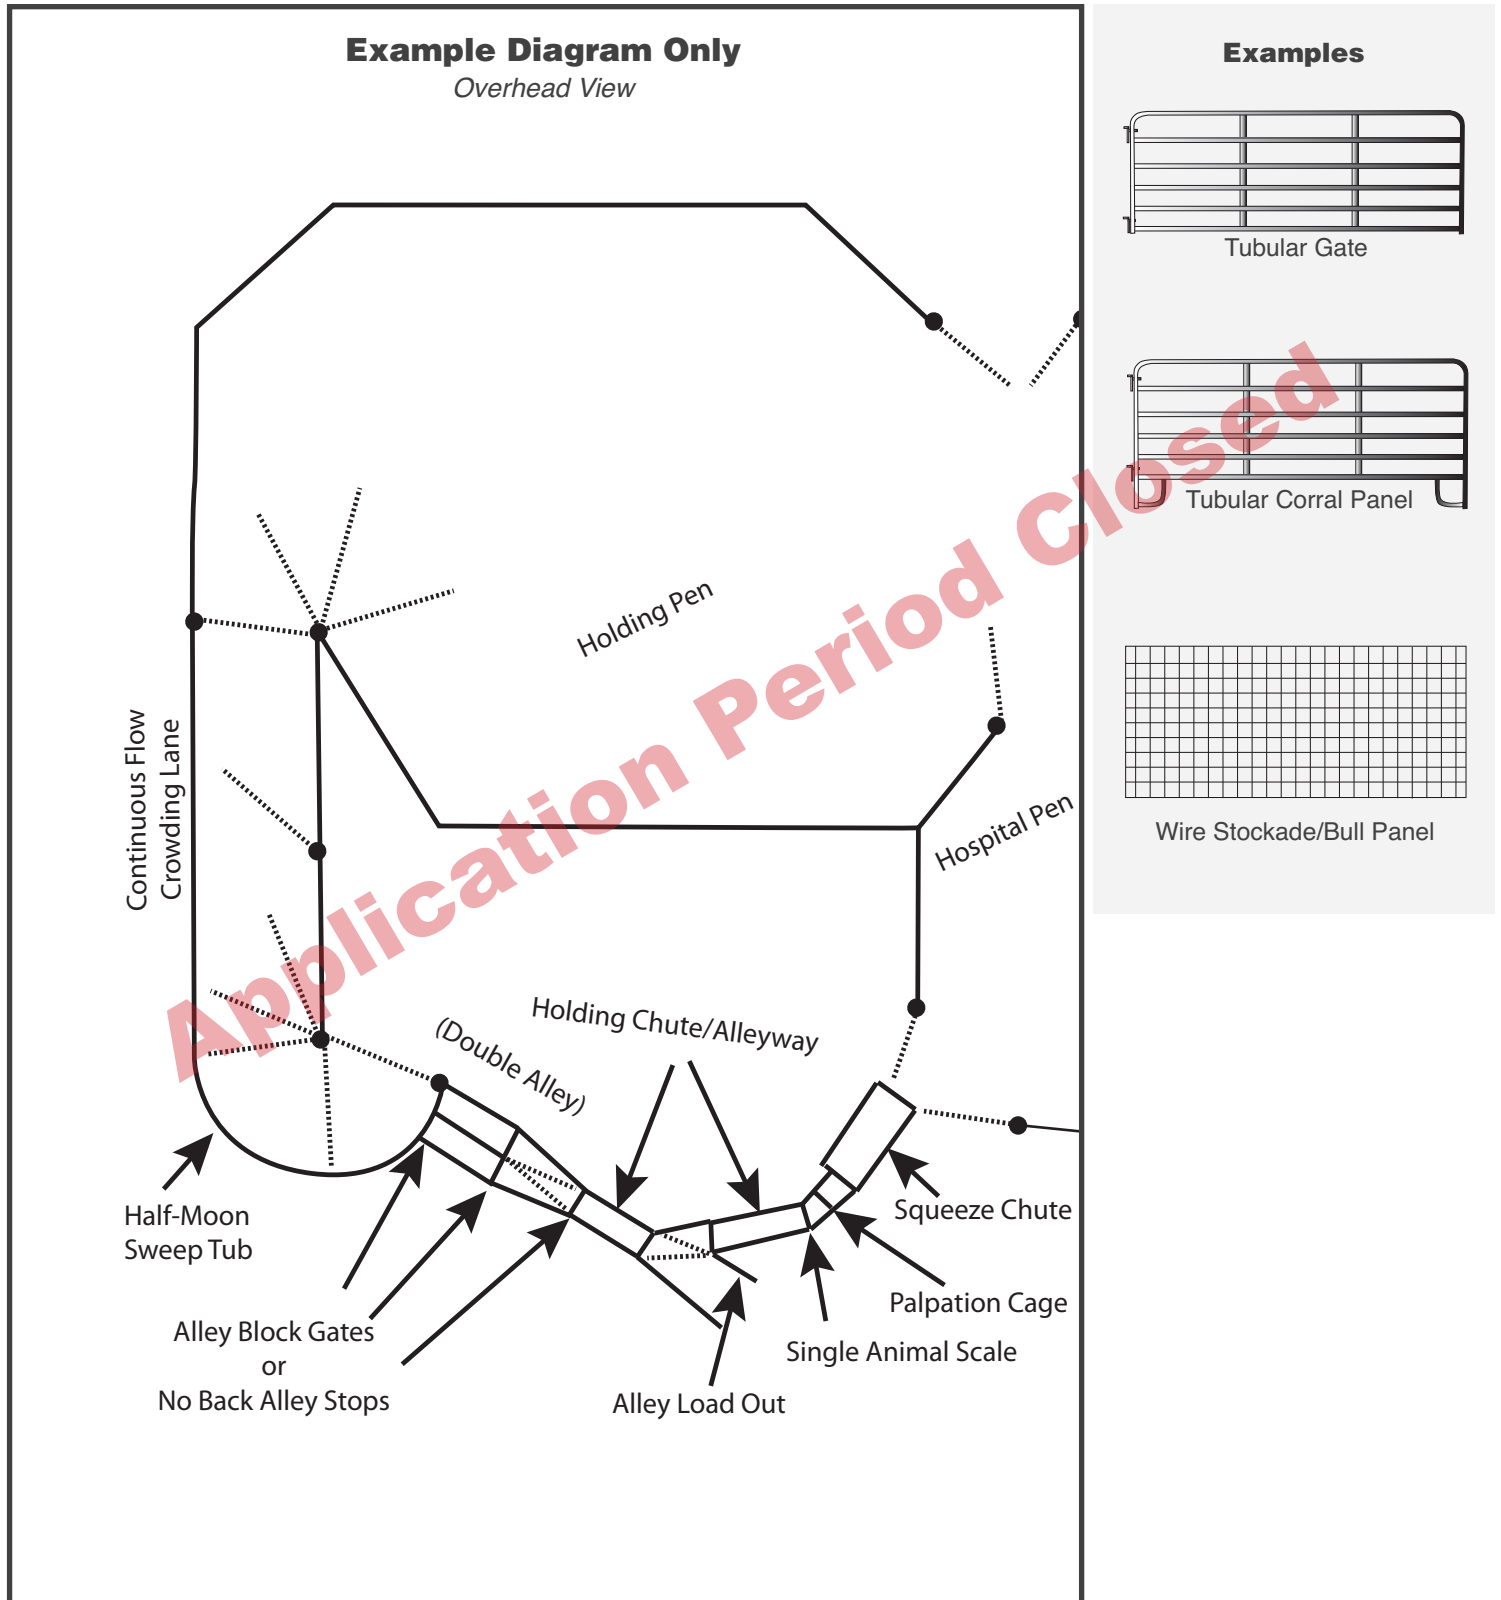 Example Diagram Only
Overhead View
Holding Pen
Continuous Flow
Crowding Lane
Hospital Pen
Holding Chute/Alleyway
(Double Alley)
Half-Moon
Sweep Tub
Squeeze Chute
Palpation Cage
Alley Block Gates
or
No Back Alley Stops
Single Animal Scale
Alley Load Out
Examples
Tubular Gate
Tubular Corral Panel
Wire Stockade/Bull Panel
Application Period Closed